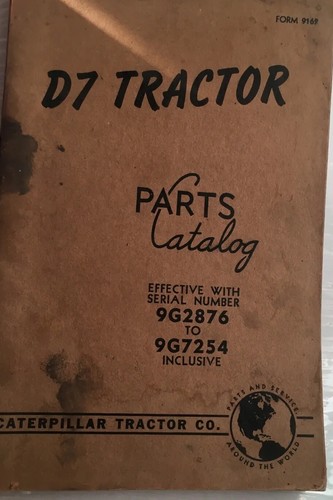 FORM 9168
D7 TRACTOR
PARTS
Catalog
EFFECTIVE WITH
SERIAL NUMBER
9G2876
TO
9G7254
INCLUSIVE
CATERPILLAR TRACTOR CO.
PARTS AND SERVICE
AROUND THE WORLD